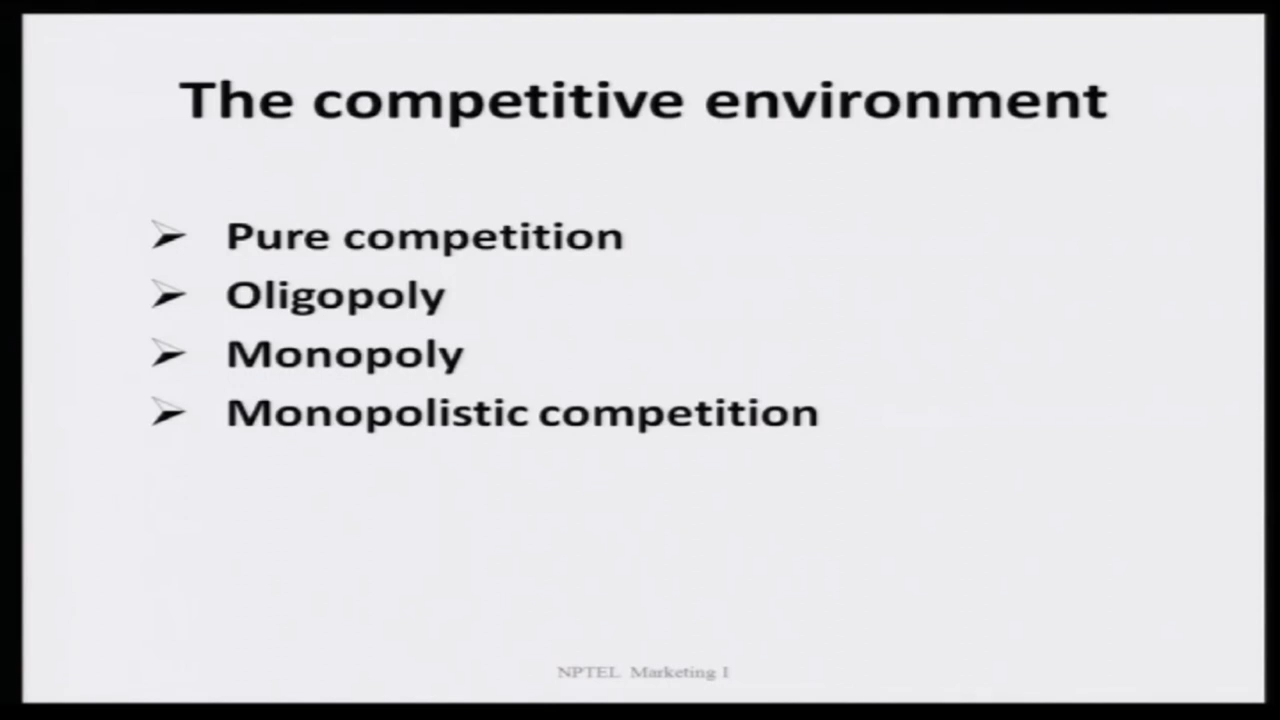 The competitive environment
Pure competition
Oligopoly
Monopoly
Monopolistic competition
NPTEL Marketing I